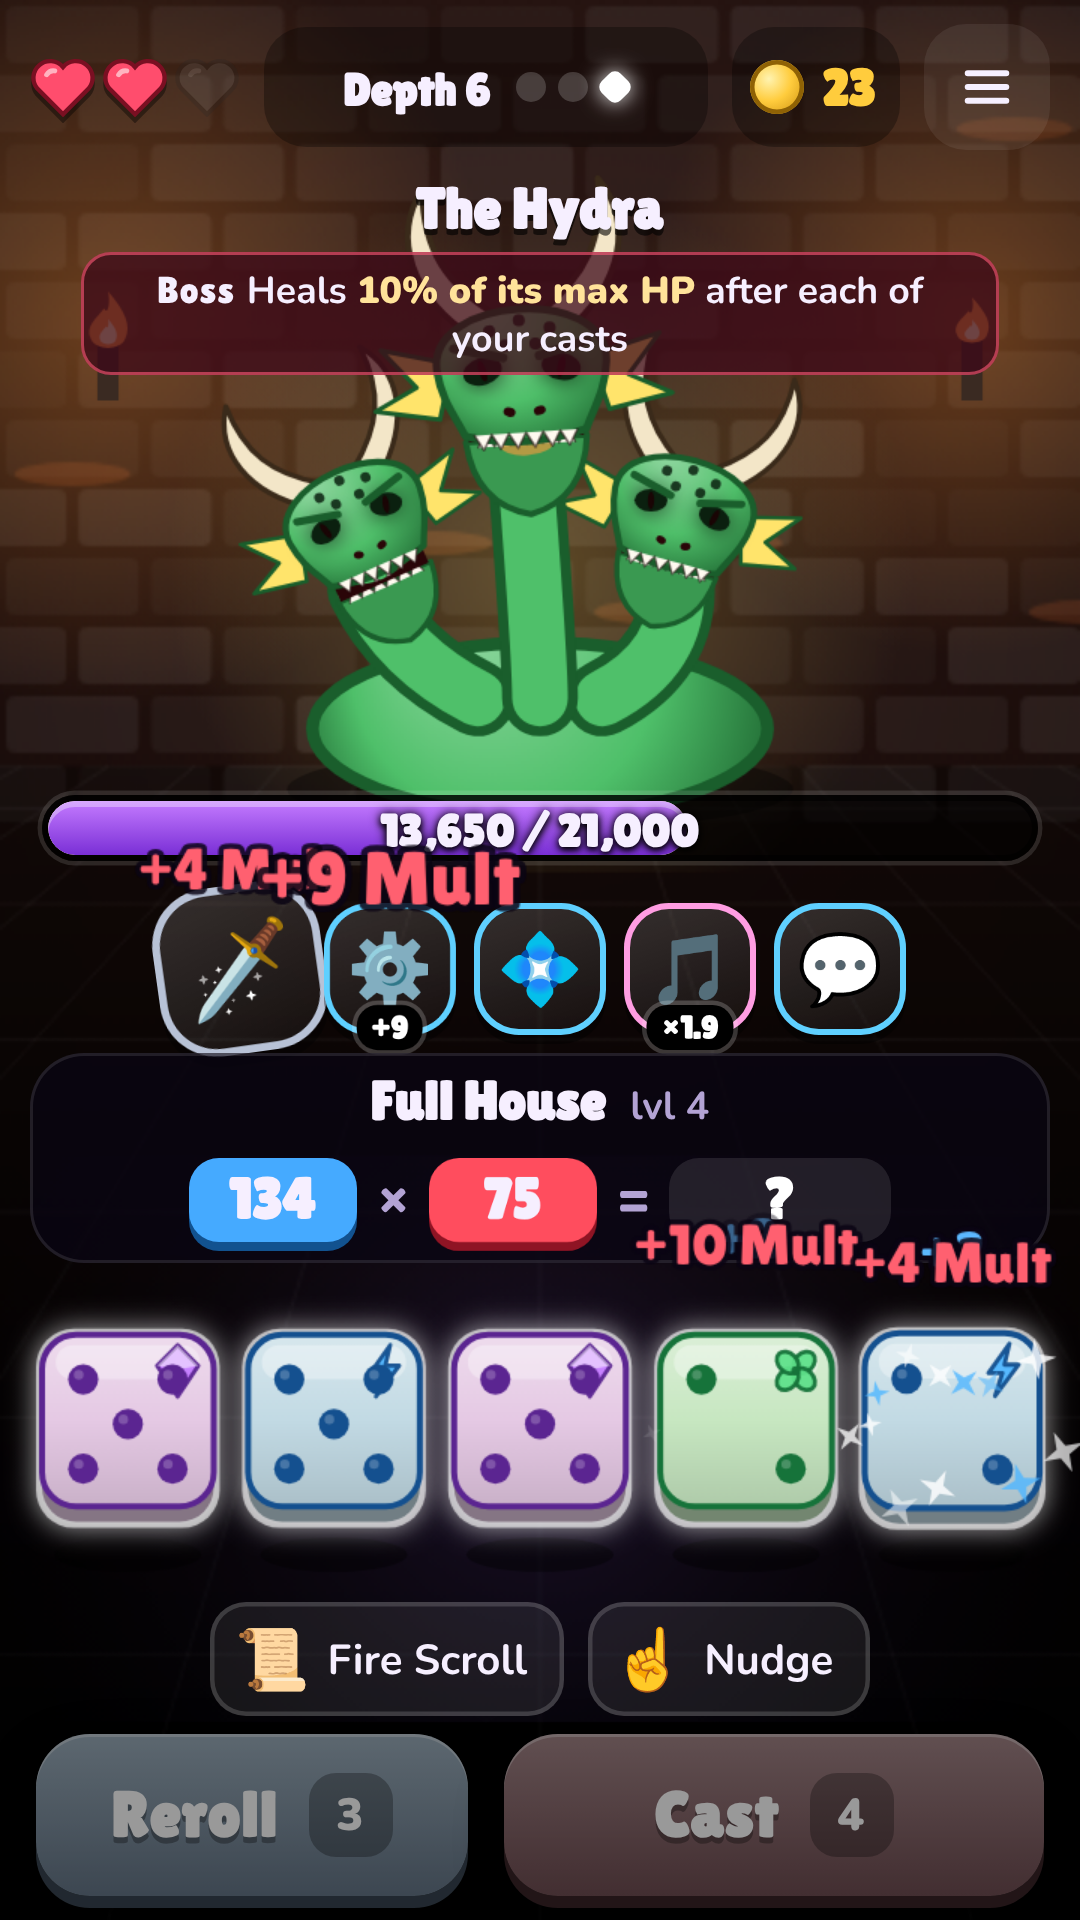 Depth 6
23
The Hydra
Boss Heals 10% of its max HP after each of
your casts
13,650 / 21,000
+4 +9 Mult
+9
×1.9
Full House lvl 4
134 × 75 = ?
+10 Mult +4 Mult
Fire Scroll
Nudge
Reroll 3
Cast 4